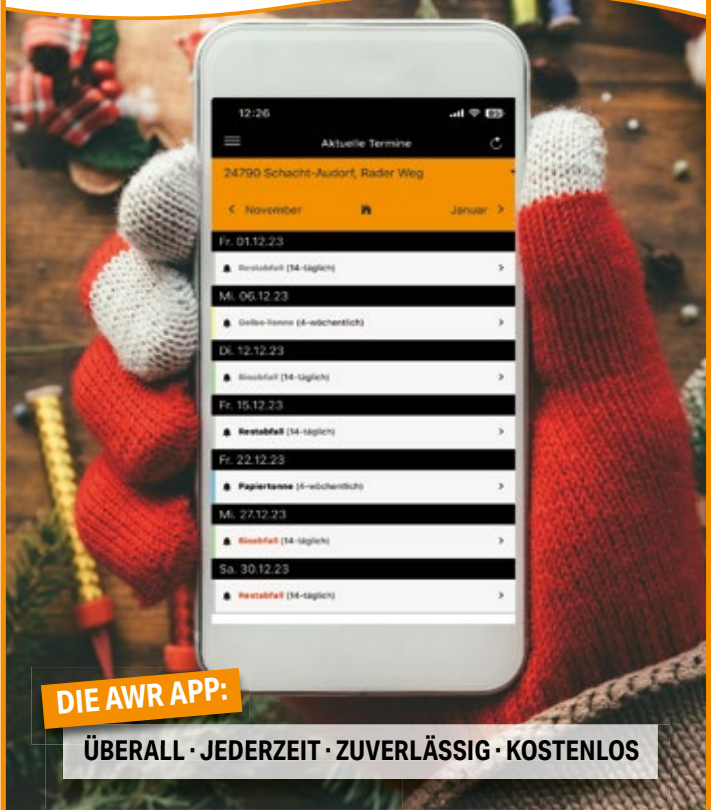 12:26
Aktuelle Termine
24790 Schacht-Audorf, Rader Weg
< November
Januar >
Fr. 01.12.23
Restabfall (14-täglich)
Mi. 06.12.23
Gelbe Tonne (4-wöchentlich)
Di. 12.12.23
Bioabfall (14-täglich)
Fr. 15.12.23
Restabfall (14-täglich)
Fr. 22.12.23
Papiertonne (4-wöchentlich)
Mi. 27.12.23
Bioabfall (14-täglich)
Sa. 30.12.23
Restabfall (14-täglich)
DIE AWR APP:
ÜBERALL · JEDERZEIT · ZUVERLÄSSIG · KOSTENLOS